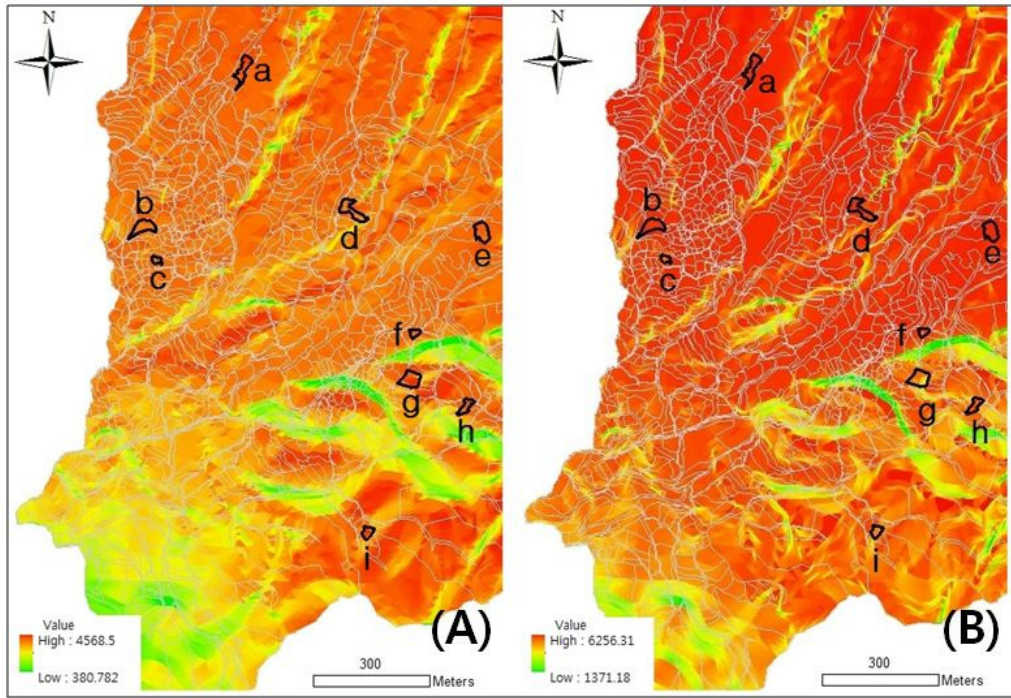 N
a
b
c
d
e
f
g
h
i
Value
High : 4568.5
Low : 380.782
300
Meters
(A)
N
a
b
c
d
e
f
g
h
i
Value
High : 6256.31
Low : 1371.18
300
Meters
(B)